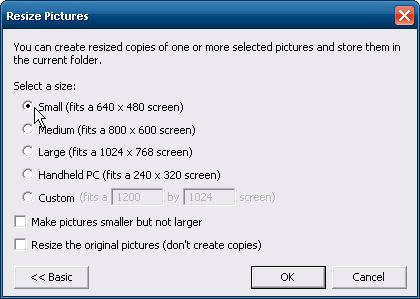 Resize Pictures
You can create resized copies of one or more selected pictures and store them in
the current folder.
Select a size:
Small (fits a 640 x 480 screen)
Medium (fits a 800 x 600 screen)
Large (fits a 1024 x 768 screen)
Handheld PC (fits a 240 x 320 screen)
Custom (fits a 1200 by 1024 screen)
Make pictures smaller but not larger
Resize the original pictures (don't create copies)
<< Basic OK Cancel